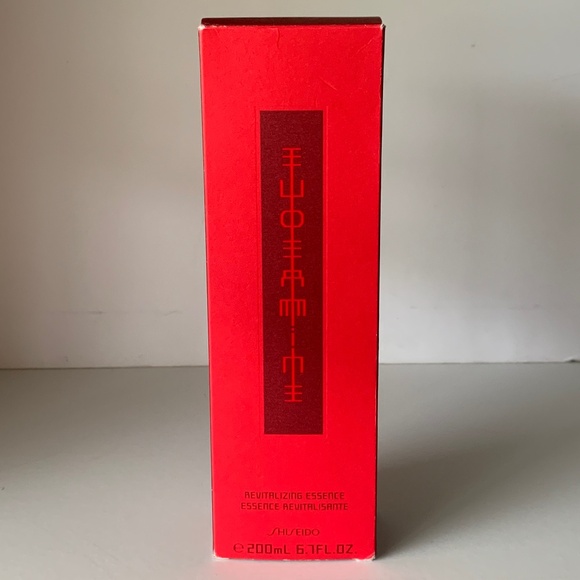 EUDERMINE
REVITALIZING ESSENCE
ESSENCE REVITALISANTE
SHISEIDO
℮200mL 6.7FL.OZ.